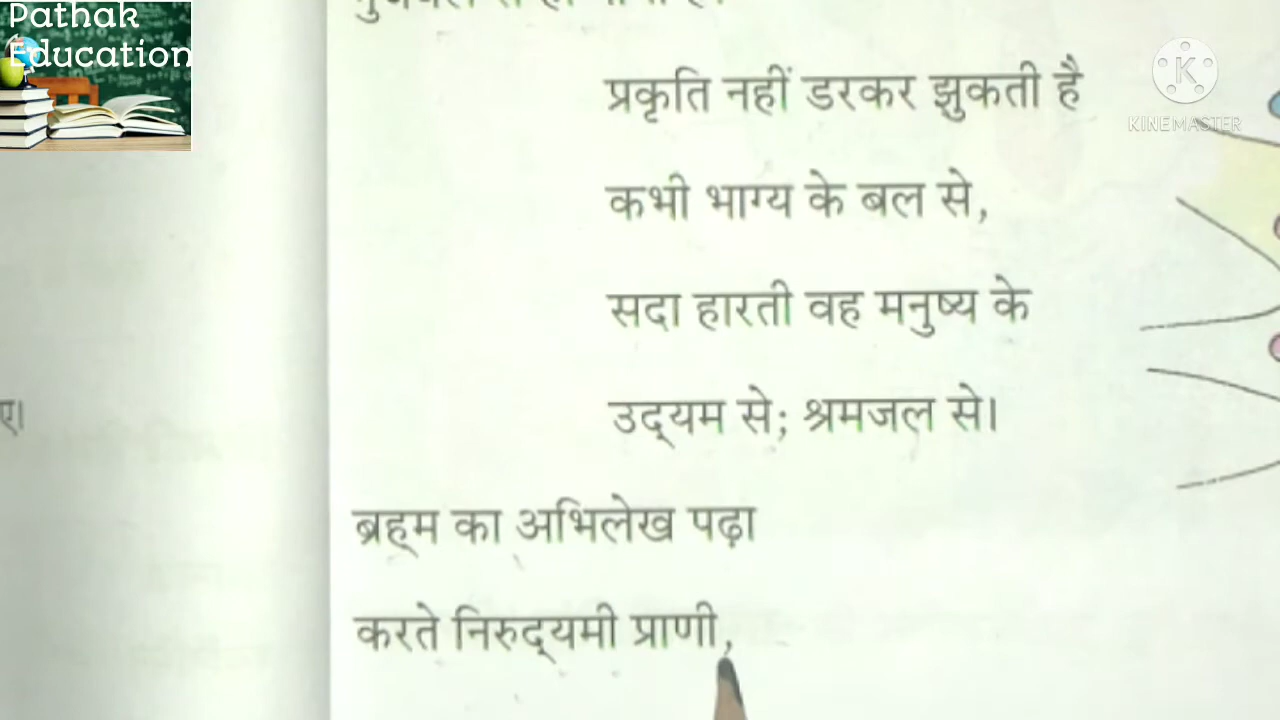 Pathak
Education
KINEMASTER
प्रकृति नहीं डरकर झुकती है
कभी भाग्य के बल से,
सदा हारती वह मनुष्य के
उद्यम से; श्रमजल से।
ए।
ब्रह्म का अभिलेख पढ़ा
करते निरुद्यमी प्राणी,